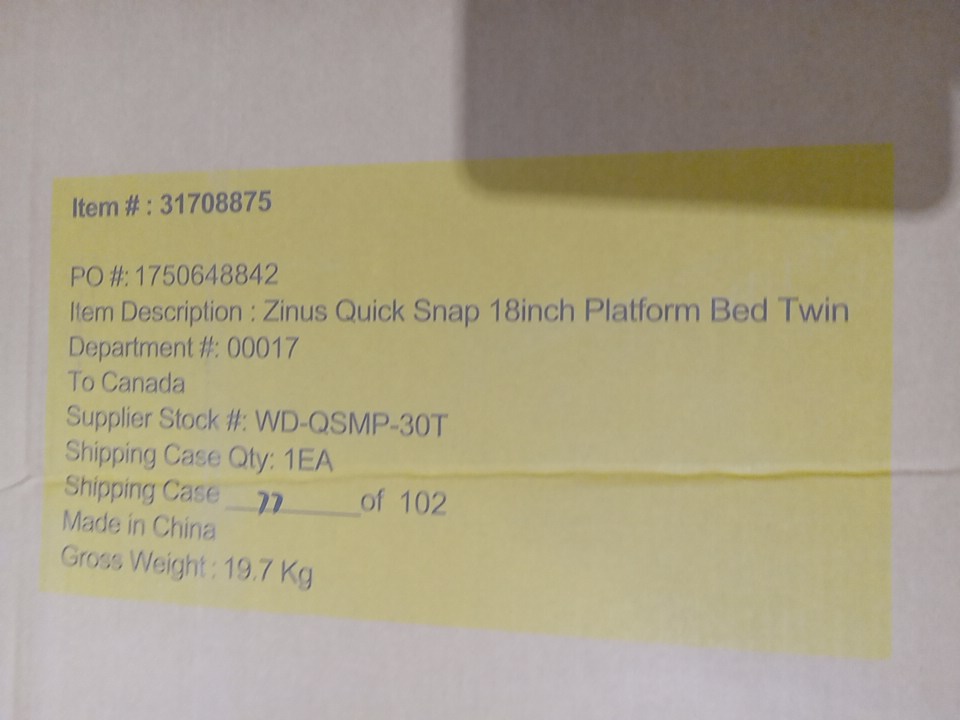 Item # : 31708875
PO #: 1750648842
Item Description : Zinus Quick Snap 18inch Platform Bed Twin
Department #: 00017
To Canada
Supplier Stock #: WD-QSMP-30T
Shipping Case Qty: 1EA
Shipping Case 77 of 102
Made in China
Gross Weight : 19.7 Kg